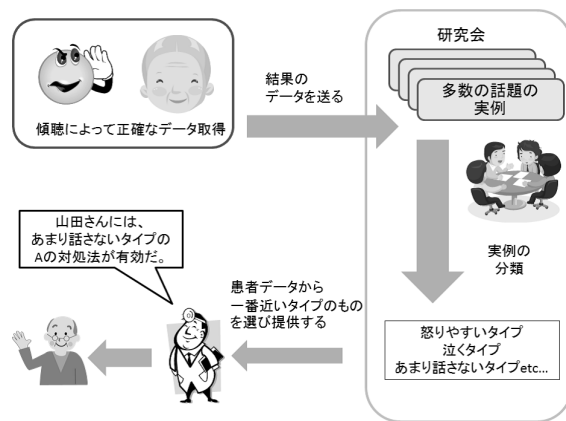 傾聴によって正確なデータ取得
結果の
データを送る
研究会
多数の話題の
実例
実例の
分類
怒りやすいタイプ
泣くタイプ
あまり話さないタイプetc...
患者データから
一番近いタイプのもの
を選び提供する
山田さんには、
あまり話さないタイプの
Aの対処法が有効だ。